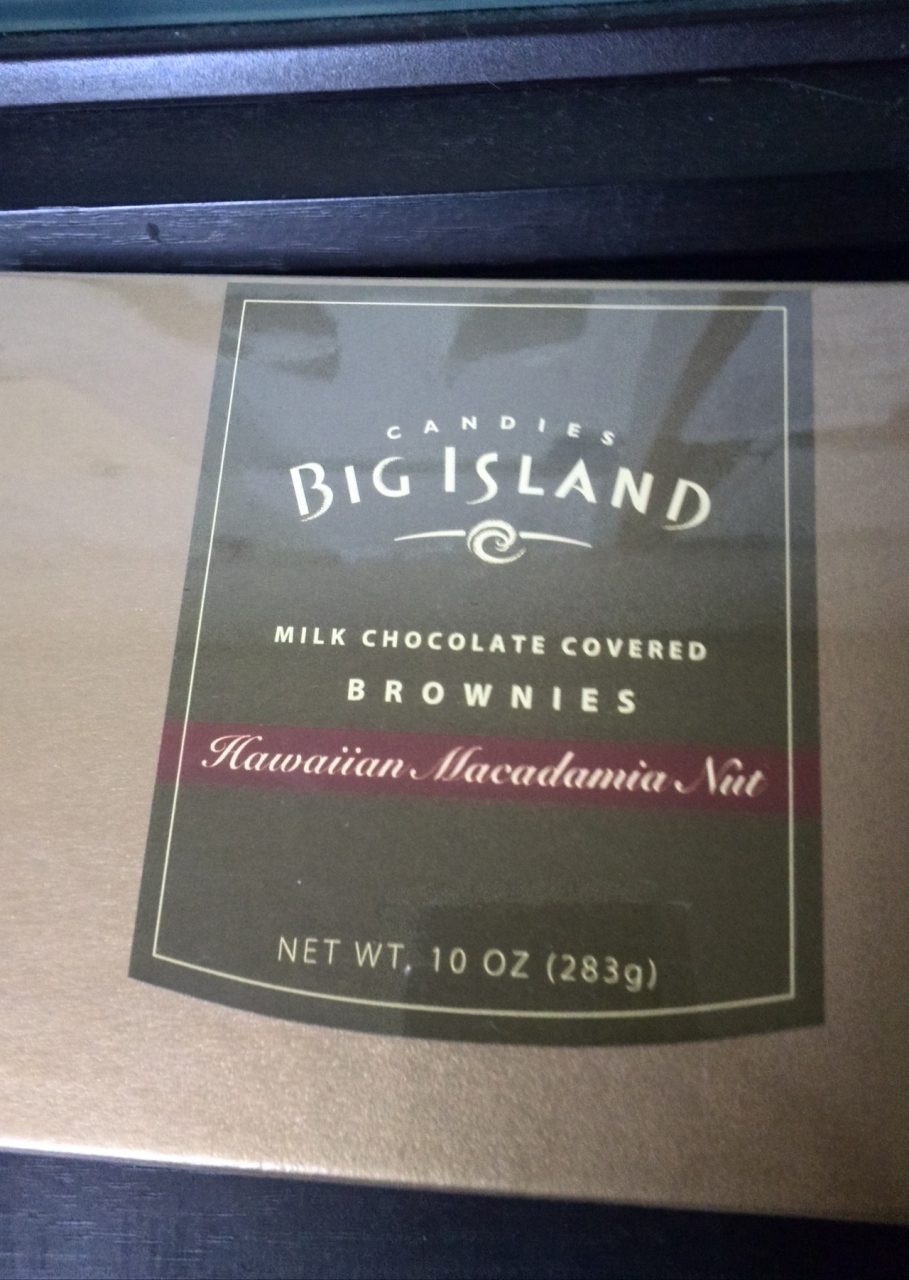 CANDIES
BIG ISLAND
MILK CHOCOLATE COVERED
BROWNIES
Hawaiian Macadamia Nut
NET WT. 10 OZ (283g)